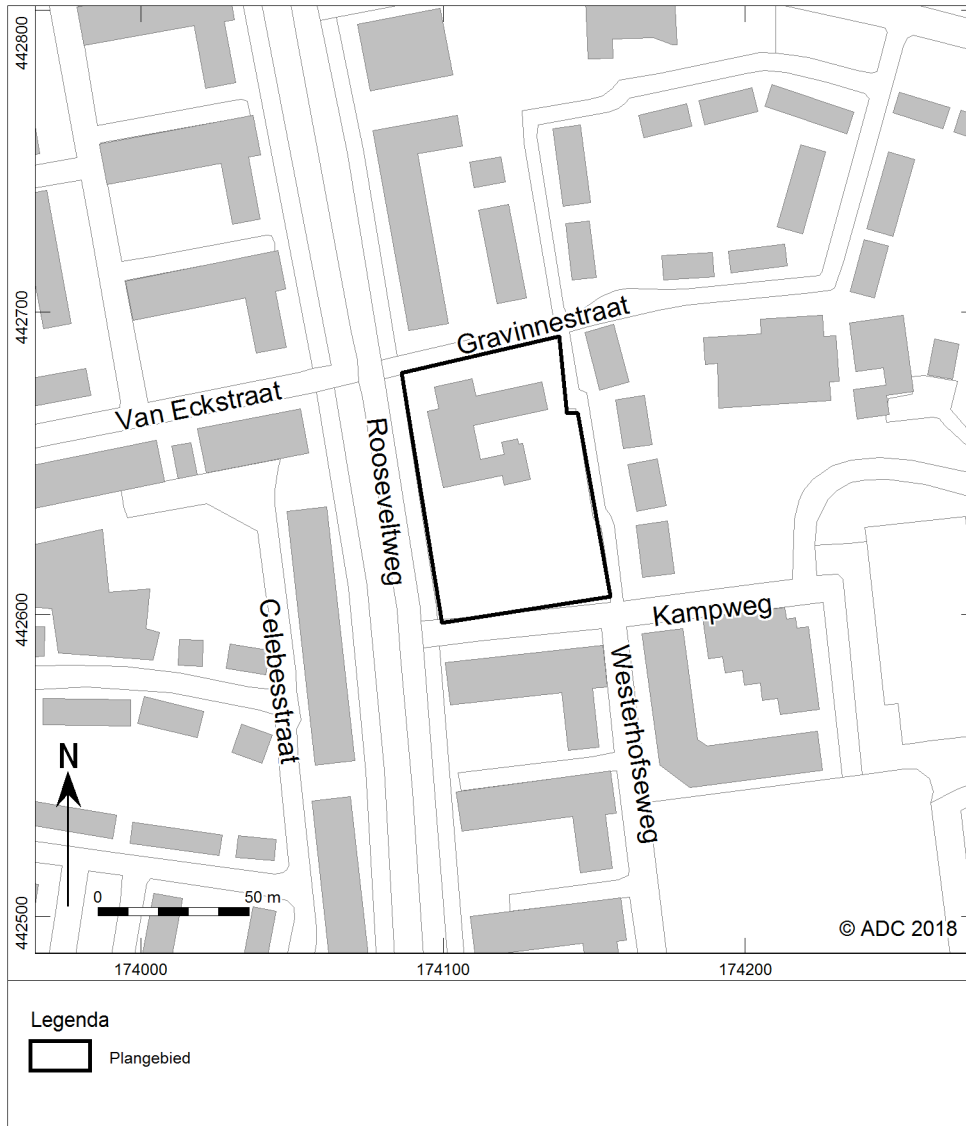 442800
442700
442600
442500
Gravinnestraat
Van Eckstraat
Rooseveltweg
Kampweg
Celebesstraat
Westerhofseweg
N
0 50 m
© ADC 2018
174000 174100 174200
Legenda
Plangebied